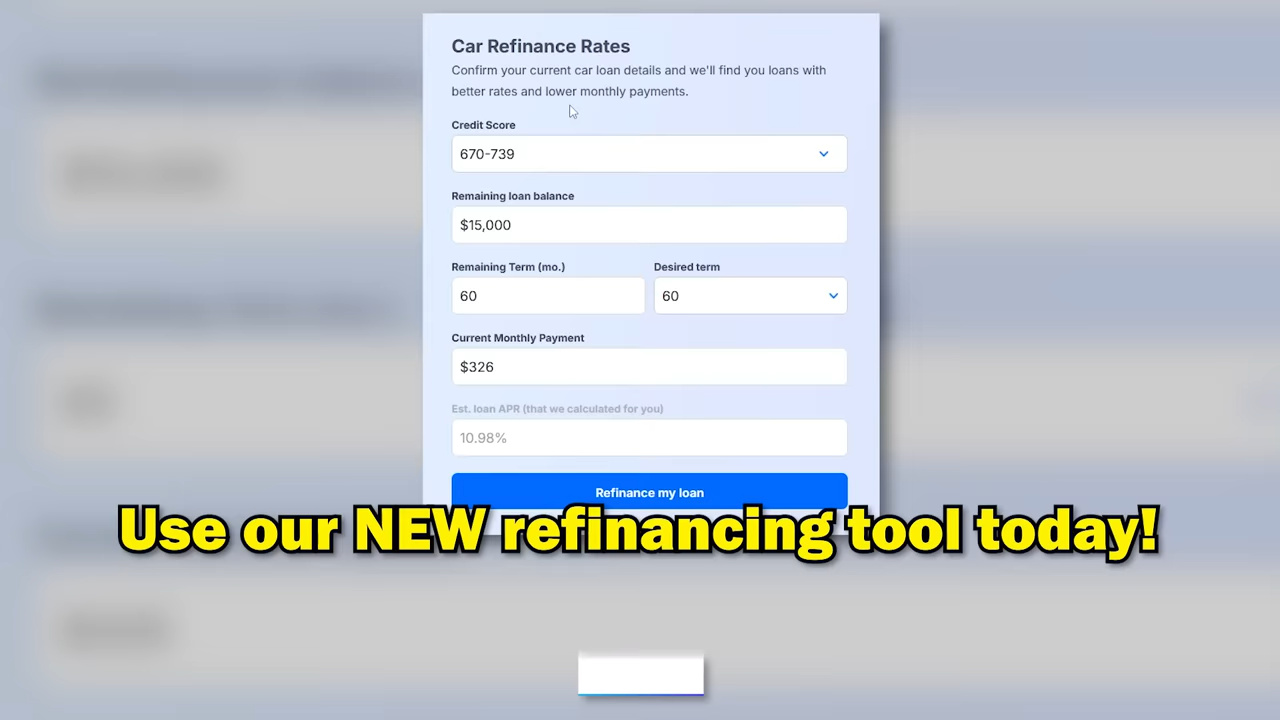 Car Refinance Rates
Confirm your current car loan details and we'll find you loans with
better rates and lower monthly payments.
Credit Score
670-739
Remaining loan balance
$15,000
Remaining Term (mo.)
Desired term
60
60
Current Monthly Payment
$326
Est. loan APR (that we calculated for you)
10.98%
Refinance my loan
Use our NEW refinancing tool today!